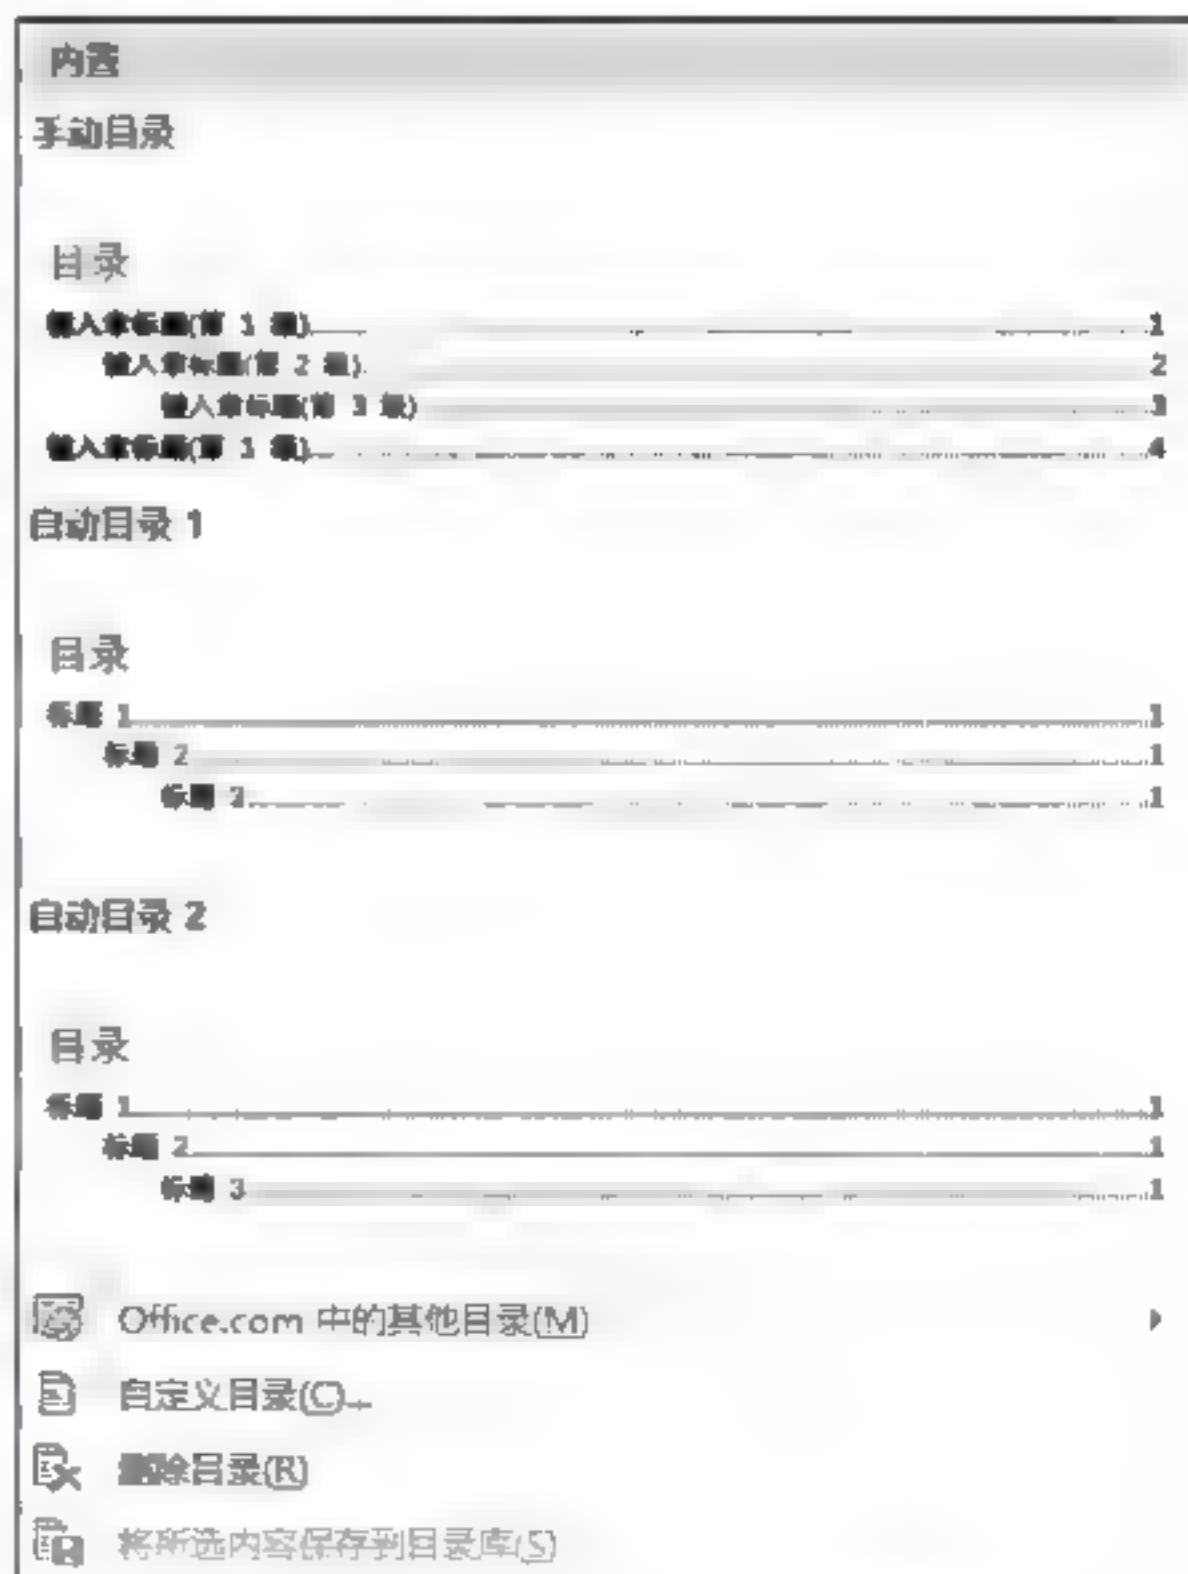 内置
手动目录
目录
键入章标题(第 1 级) 1
键入章标题(第 2 级) 2
键入章标题(第 3 级) 3
键入章标题(第 1 级) 4
自动目录 1
目录
标题 1 1
标题 2 1
标题 3 1
自动目录 2
目录
标题 1 1
标题 2 1
标题 3 1
Office.com 中的其他目录(M)
自定义目录(C)...
删除目录(R)
将所选内容保存到目录库(S)